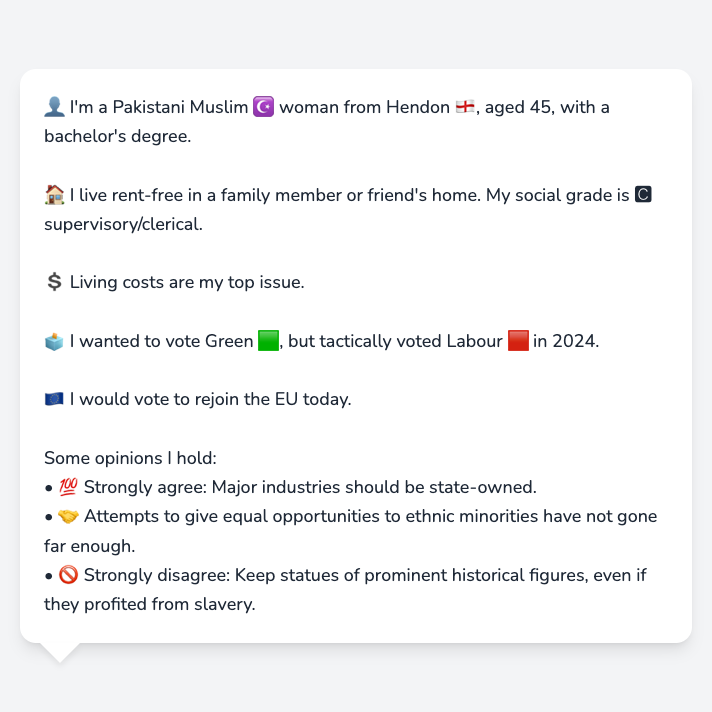 👤 I'm a Pakistani Muslim ☪️ woman from Hendon 🏴󠁧󠁢󠁥󠁮󠁧󠁿, aged 45, with a
bachelor's degree.
🏠 I live rent-free in a family member or friend's home. My social grade is 🅲
supervisory/clerical.
💲 Living costs are my top issue.
🗳️ I wanted to vote Green 🟩, but tactically voted Labour 🟥 in 2024.
🇪🇺 I would vote to rejoin the EU today.
Some opinions I hold:
• 💯 Strongly agree: Major industries should be state-owned.
• 🤝 Attempts to give equal opportunities to ethnic minorities have not gone
far enough.
• 🚫 Strongly disagree: Keep statues of prominent historical figures, even if
they profited from slavery.